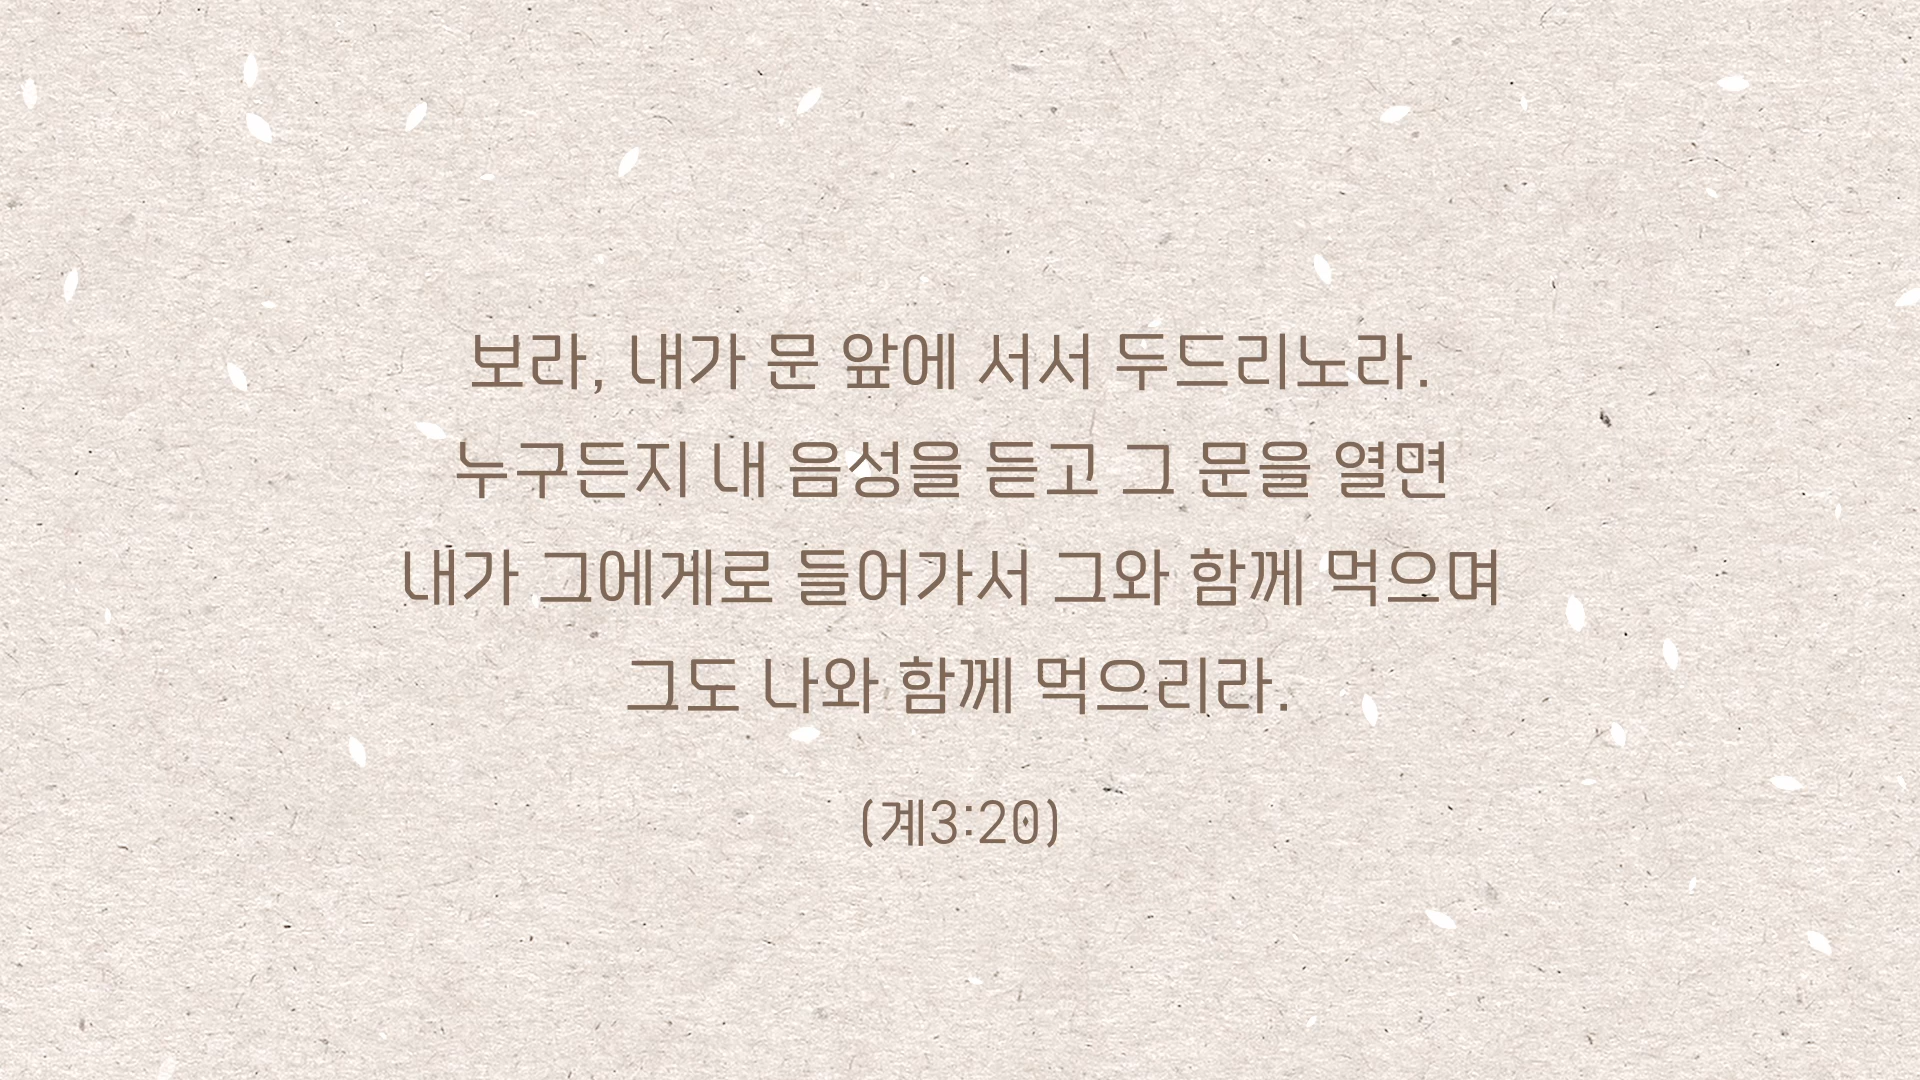 보라, 내가 문 앞에 서서 두드리노라.
누구든지 내 음성을 듣고 그 문을 열면
내가 그에게로 들어가서 그와 함께 먹으며
그도 나와 함께 먹으리라.
(계3:20)